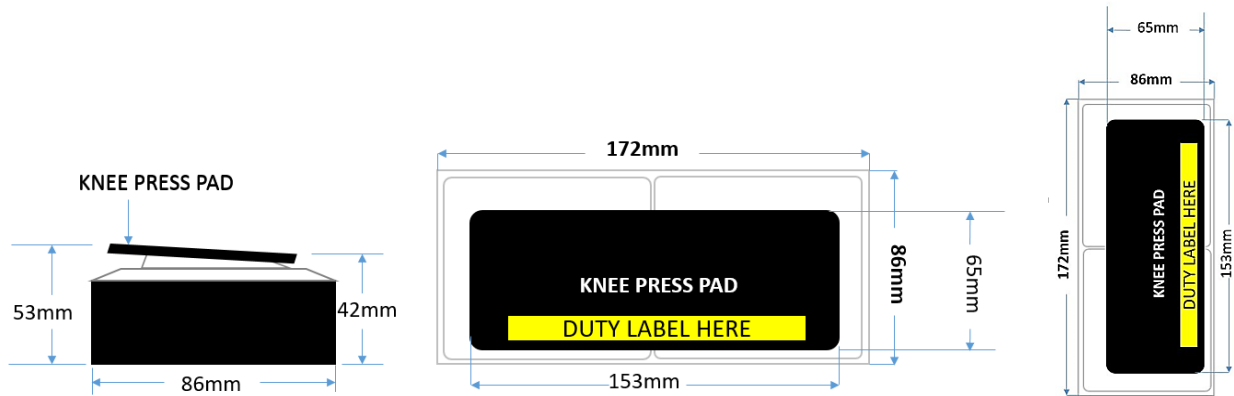 KNEE PRESS PAD
53mm
42mm
86mm
172mm
KNEE PRESS PAD
DUTY LABEL HERE
86mm
65mm
153mm
65mm
86mm
172mm
KNEE PRESS PAD
DUTY LABEL HERE
153mm